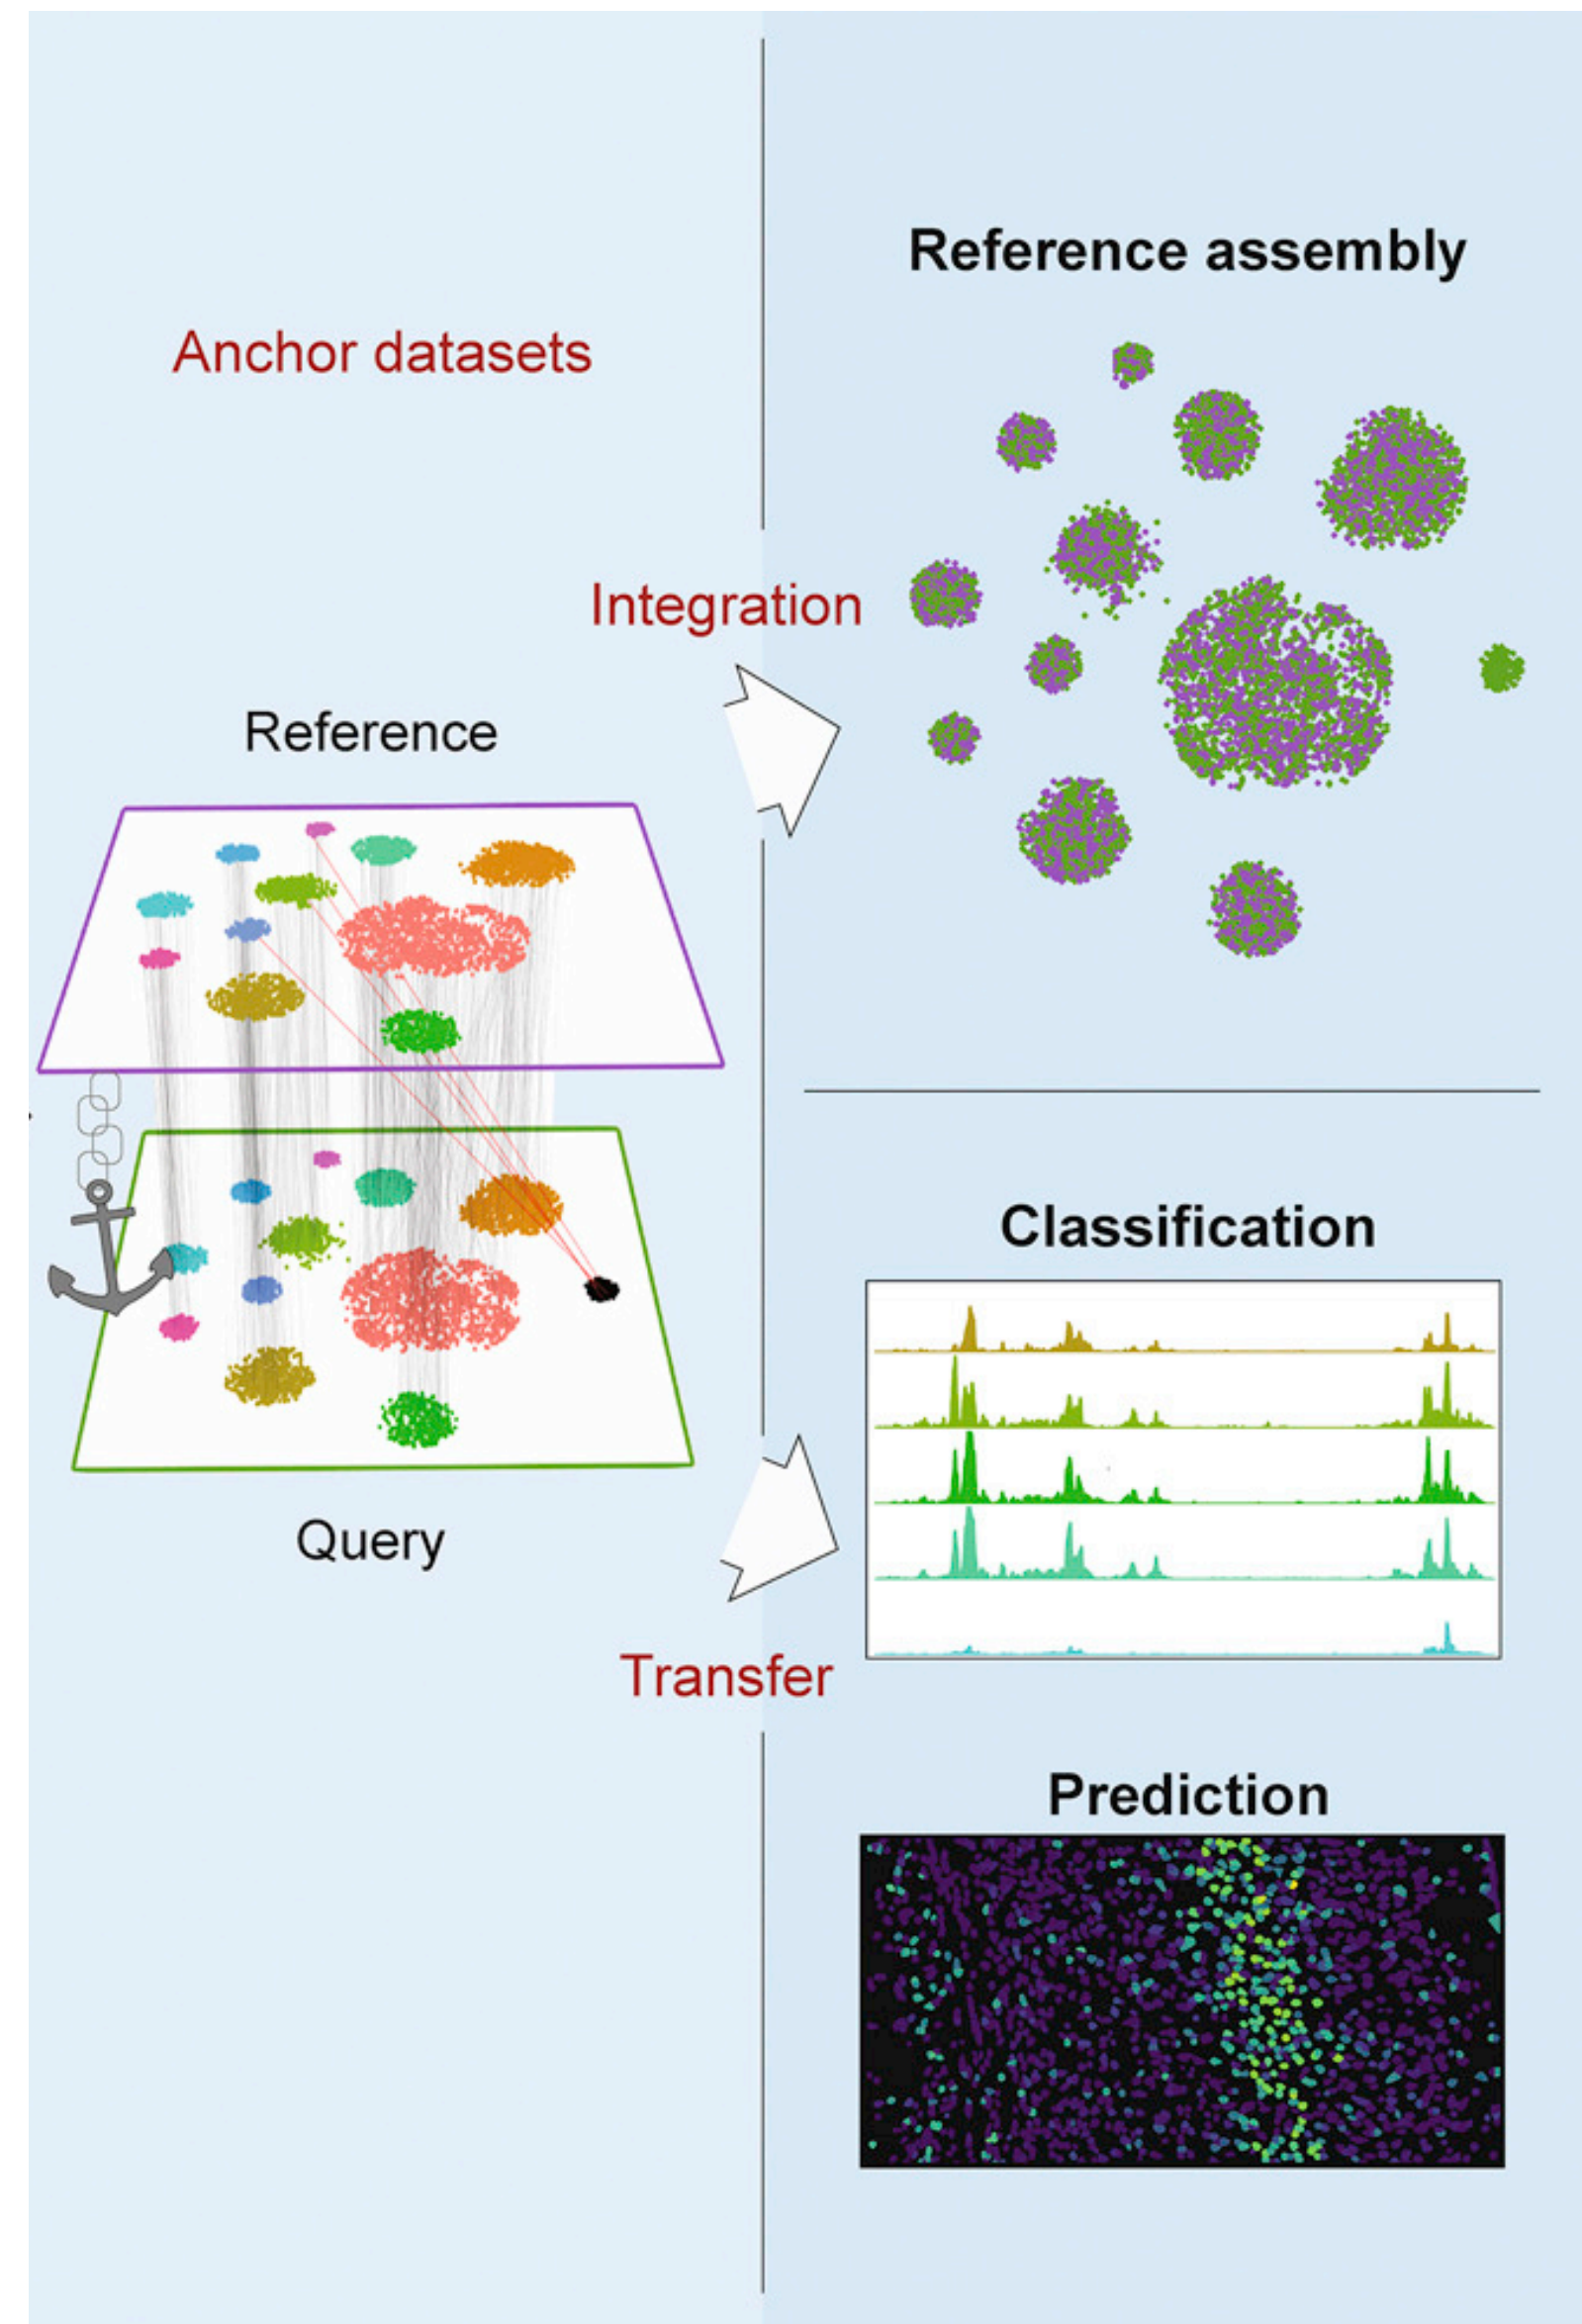 Anchor datasets
Reference
Query
Integration
Transfer
Reference assembly
Classification
Prediction